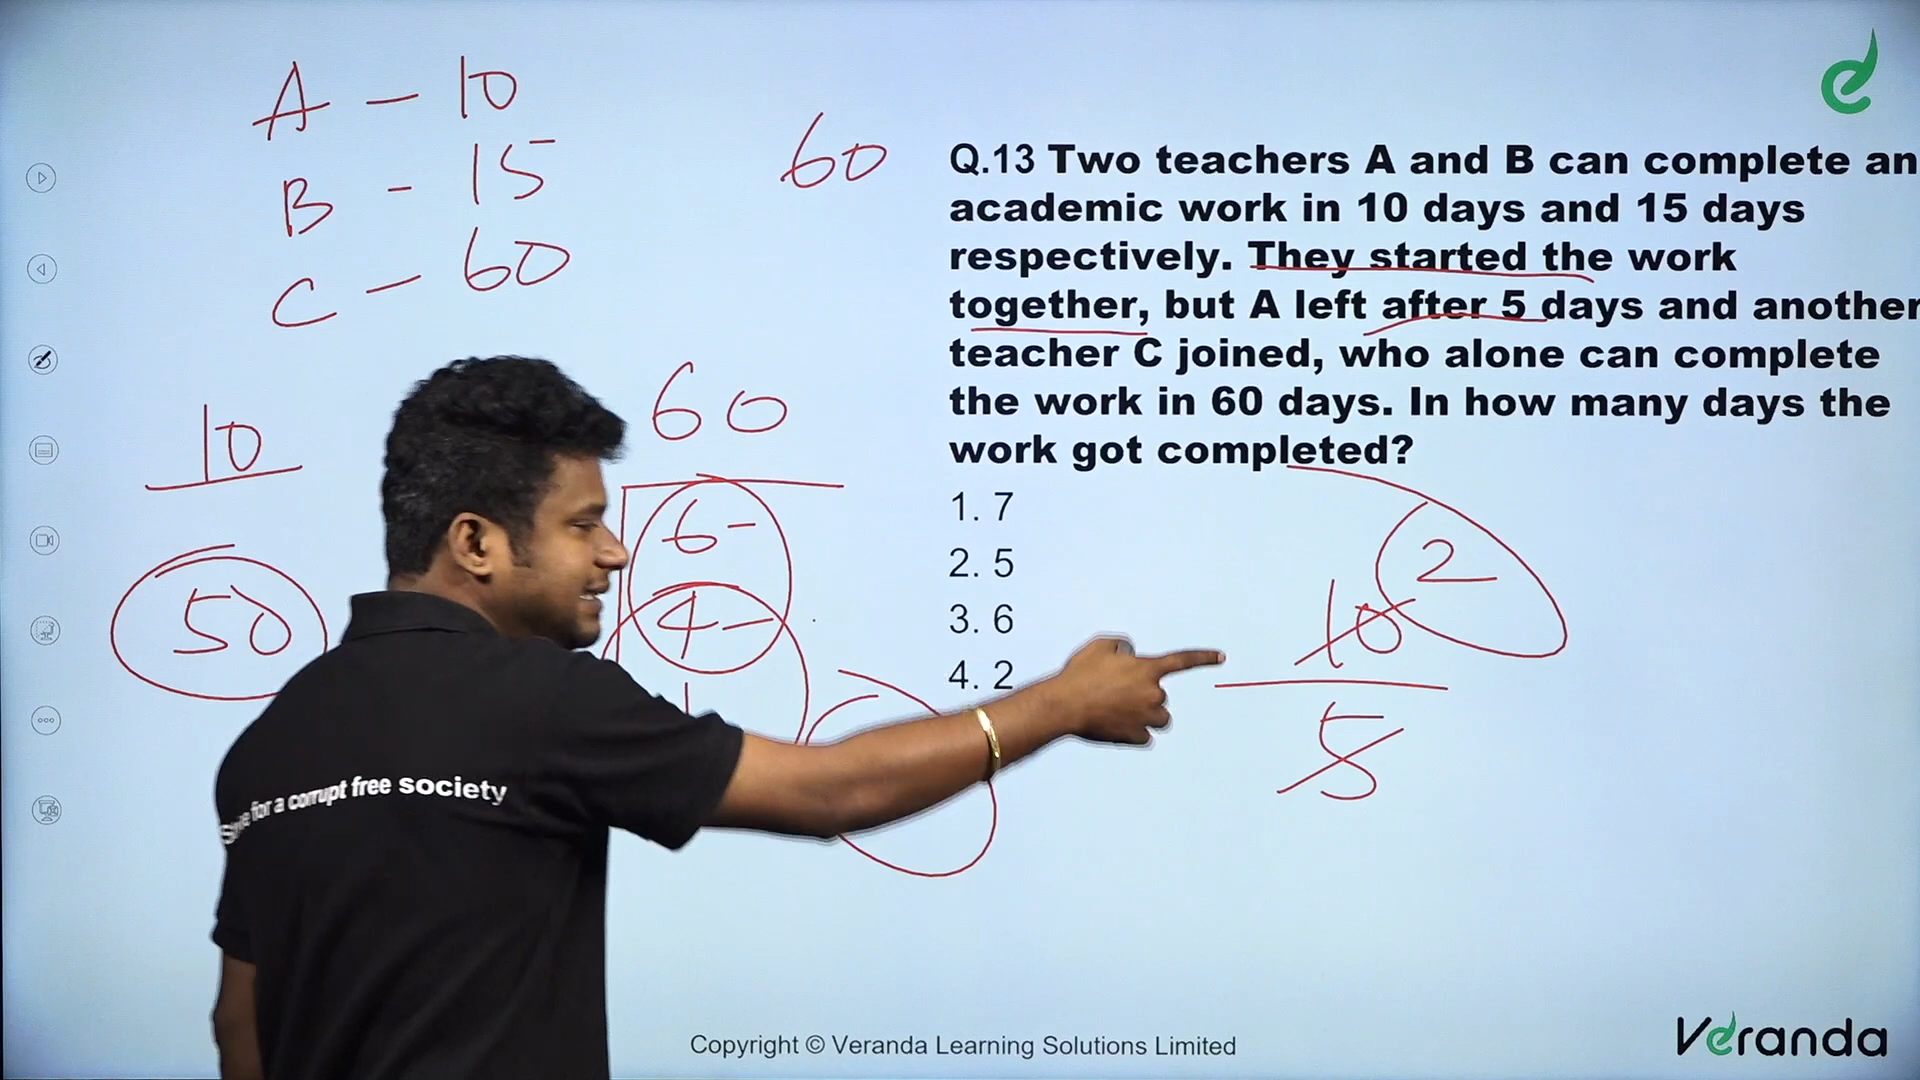 A – 10
B – 15
C – 60
60
Q.13 Two teachers A and B can complete an
academic work in 10 days and 15 days
respectively. They started the work
together, but A left after 5 days and another
teacher C joined, who alone can complete
the work in 60 days. In how many days the
work got completed?
1. 7
2. 5
3. 6
4. 2
10
50
60
6 –
4 –
1
2
10
5
for a corrupt free society
Copyright © Veranda Learning Solutions Limited
Veranda